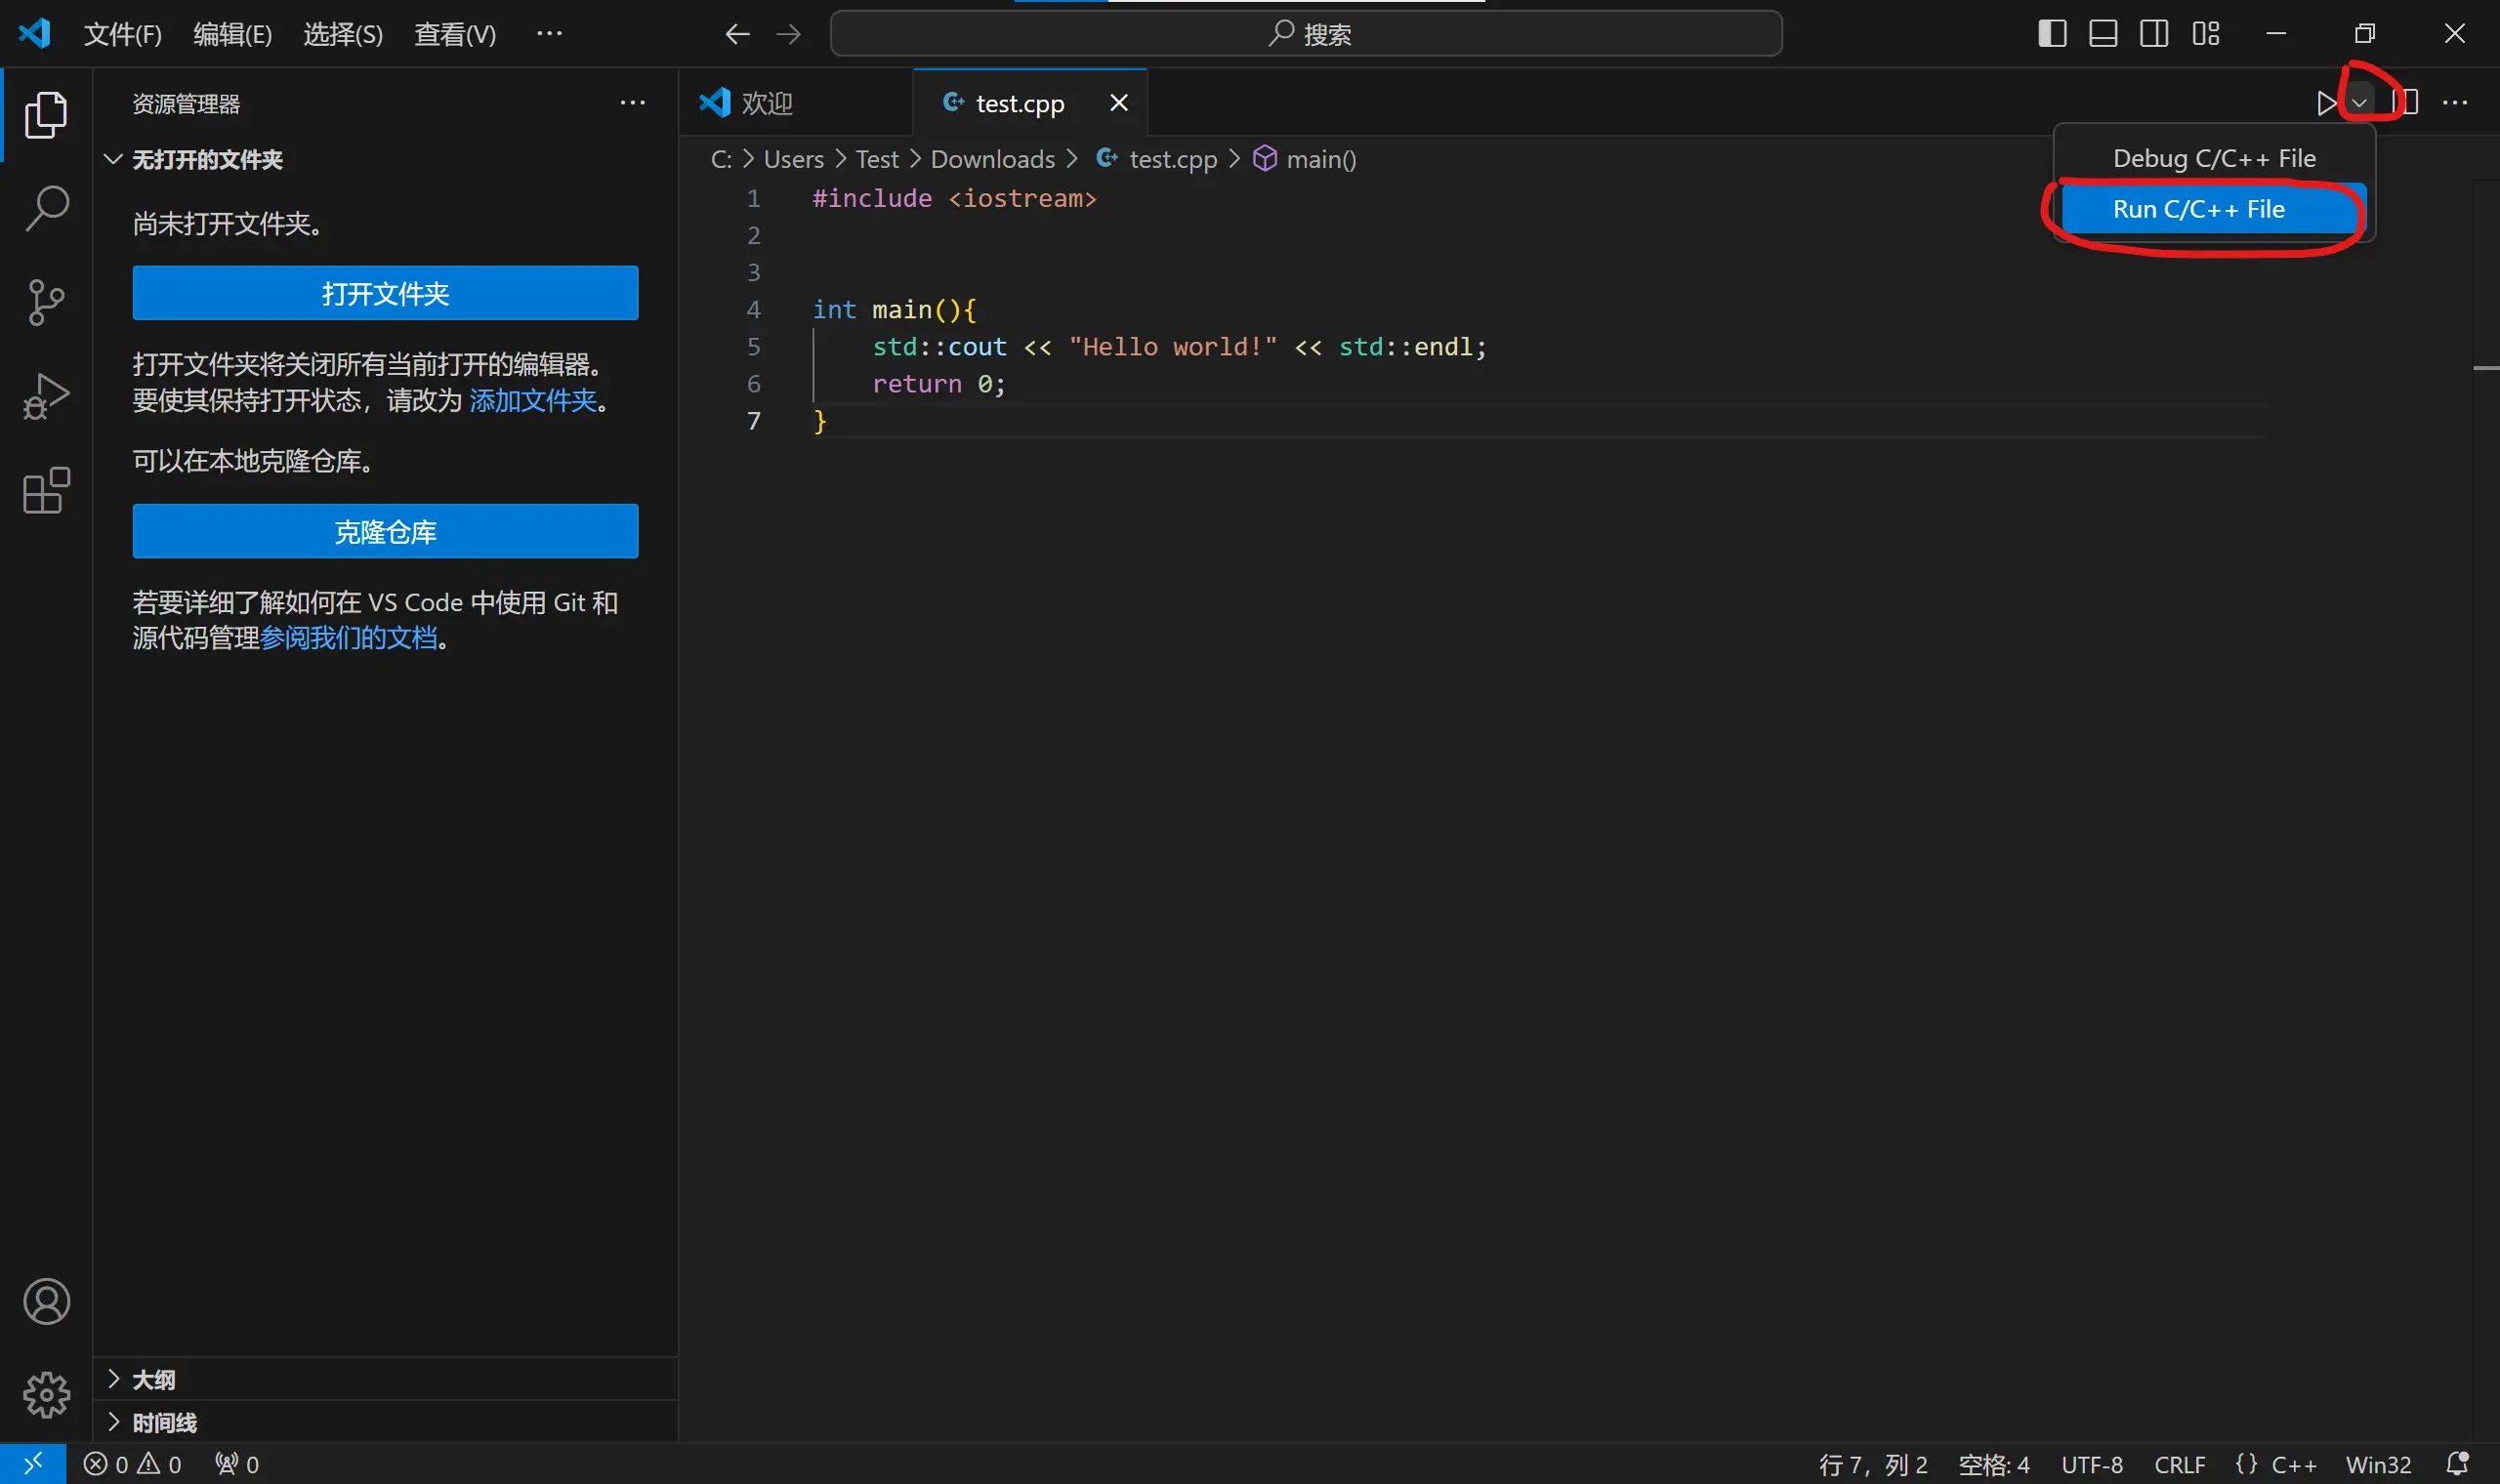 文件(F) 编辑(E) 选择(S) 查看(V) ··· 搜索
资源管理器 ···
无打开的文件夹
尚未打开文件夹。
打开文件夹
打开文件夹将关闭所有当前打开的编辑器。
要使其保持打开状态，请改为 添加文件夹。
可以在本地克隆仓库。
克隆仓库
若要详细了解如何在 VS Code 中使用 Git 和
源代码管理参阅我们的文档。
大纲
时间线
欢迎 test.cpp
C: > Users > Test > Downloads > test.cpp > main()
Debug C/C++ File
Run C/C++ File
1 #include <iostream>
2
3
4 int main(){
5 std::cout << "Hello world!" << std::endl;
6 return 0;
7 }
0 0 0 行 7，列 2 空格: 4 UTF-8 CRLF {} C++ Win32